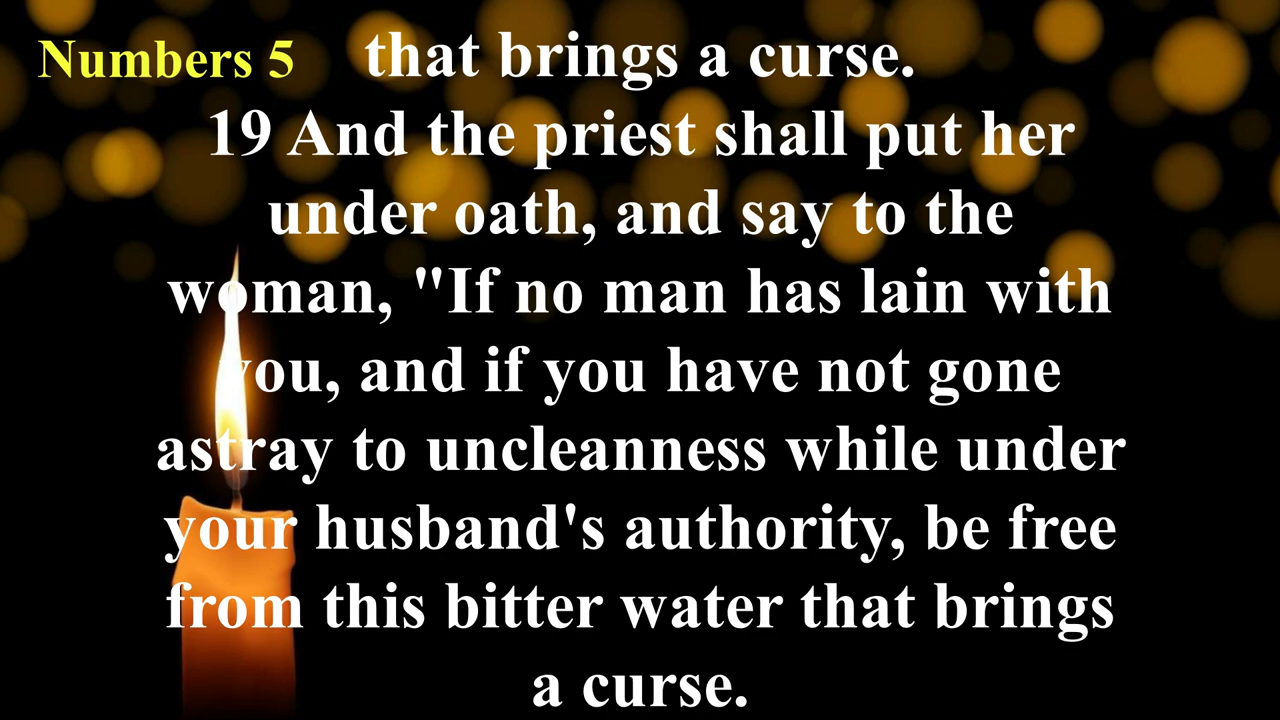 Numbers 5
that brings a curse.
19 And the priest shall put her
under oath, and say to the
woman, "If no man has lain with
you, and if you have not gone
astray to uncleanness while under
your husband's authority, be free
from this bitter water that brings
a curse.